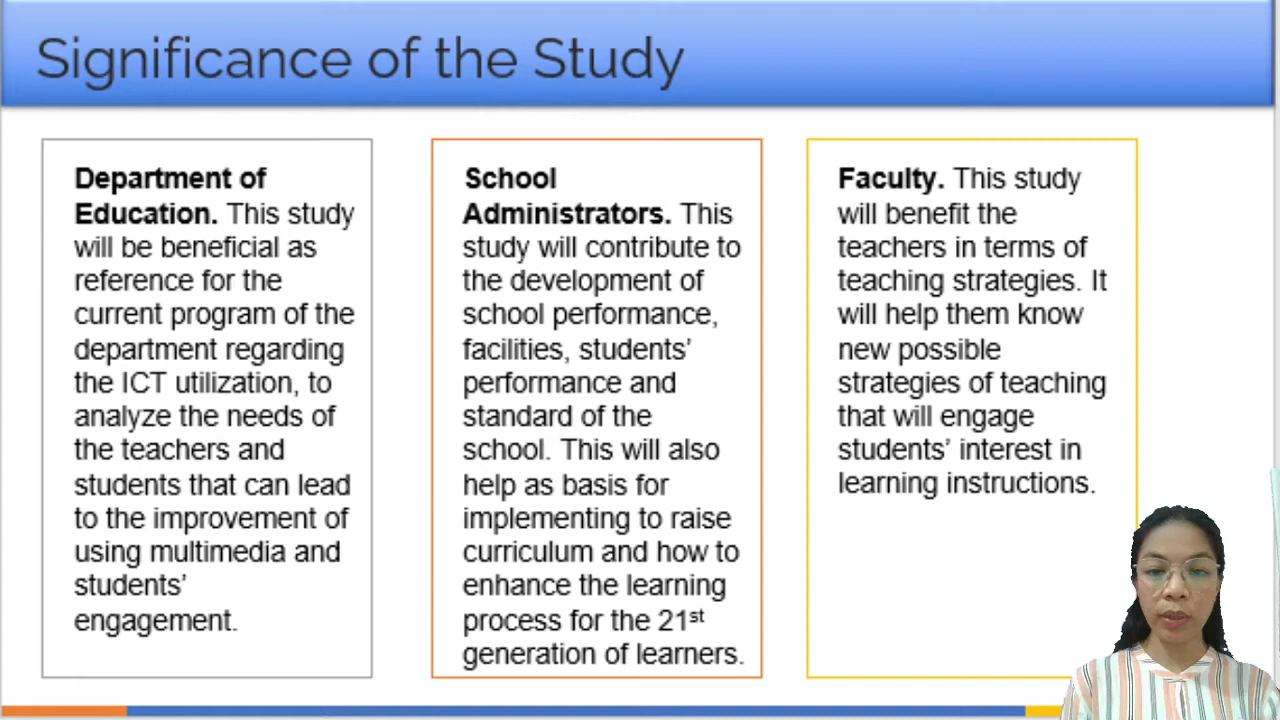 Significance of the Study
Department of
Education. This study
will be beneficial as
reference for the
current program of the
department regarding
the ICT utilization, to
analyze the needs of
the teachers and
students that can lead
to the improvement of
using multimedia and
students’
engagement.
School
Administrators. This
study will contribute to
the development of
school performance,
facilities, students’
performance and
standard of the
school. This will also
help as basis for
implementing to raise
curriculum and how to
enhance the learning
process for the 21st
generation of learners.
Faculty. This study
will benefit the
teachers in terms of
teaching strategies. It
will help them know
new possible
strategies of teaching
that will engage
students’ interest in
learning instructions.